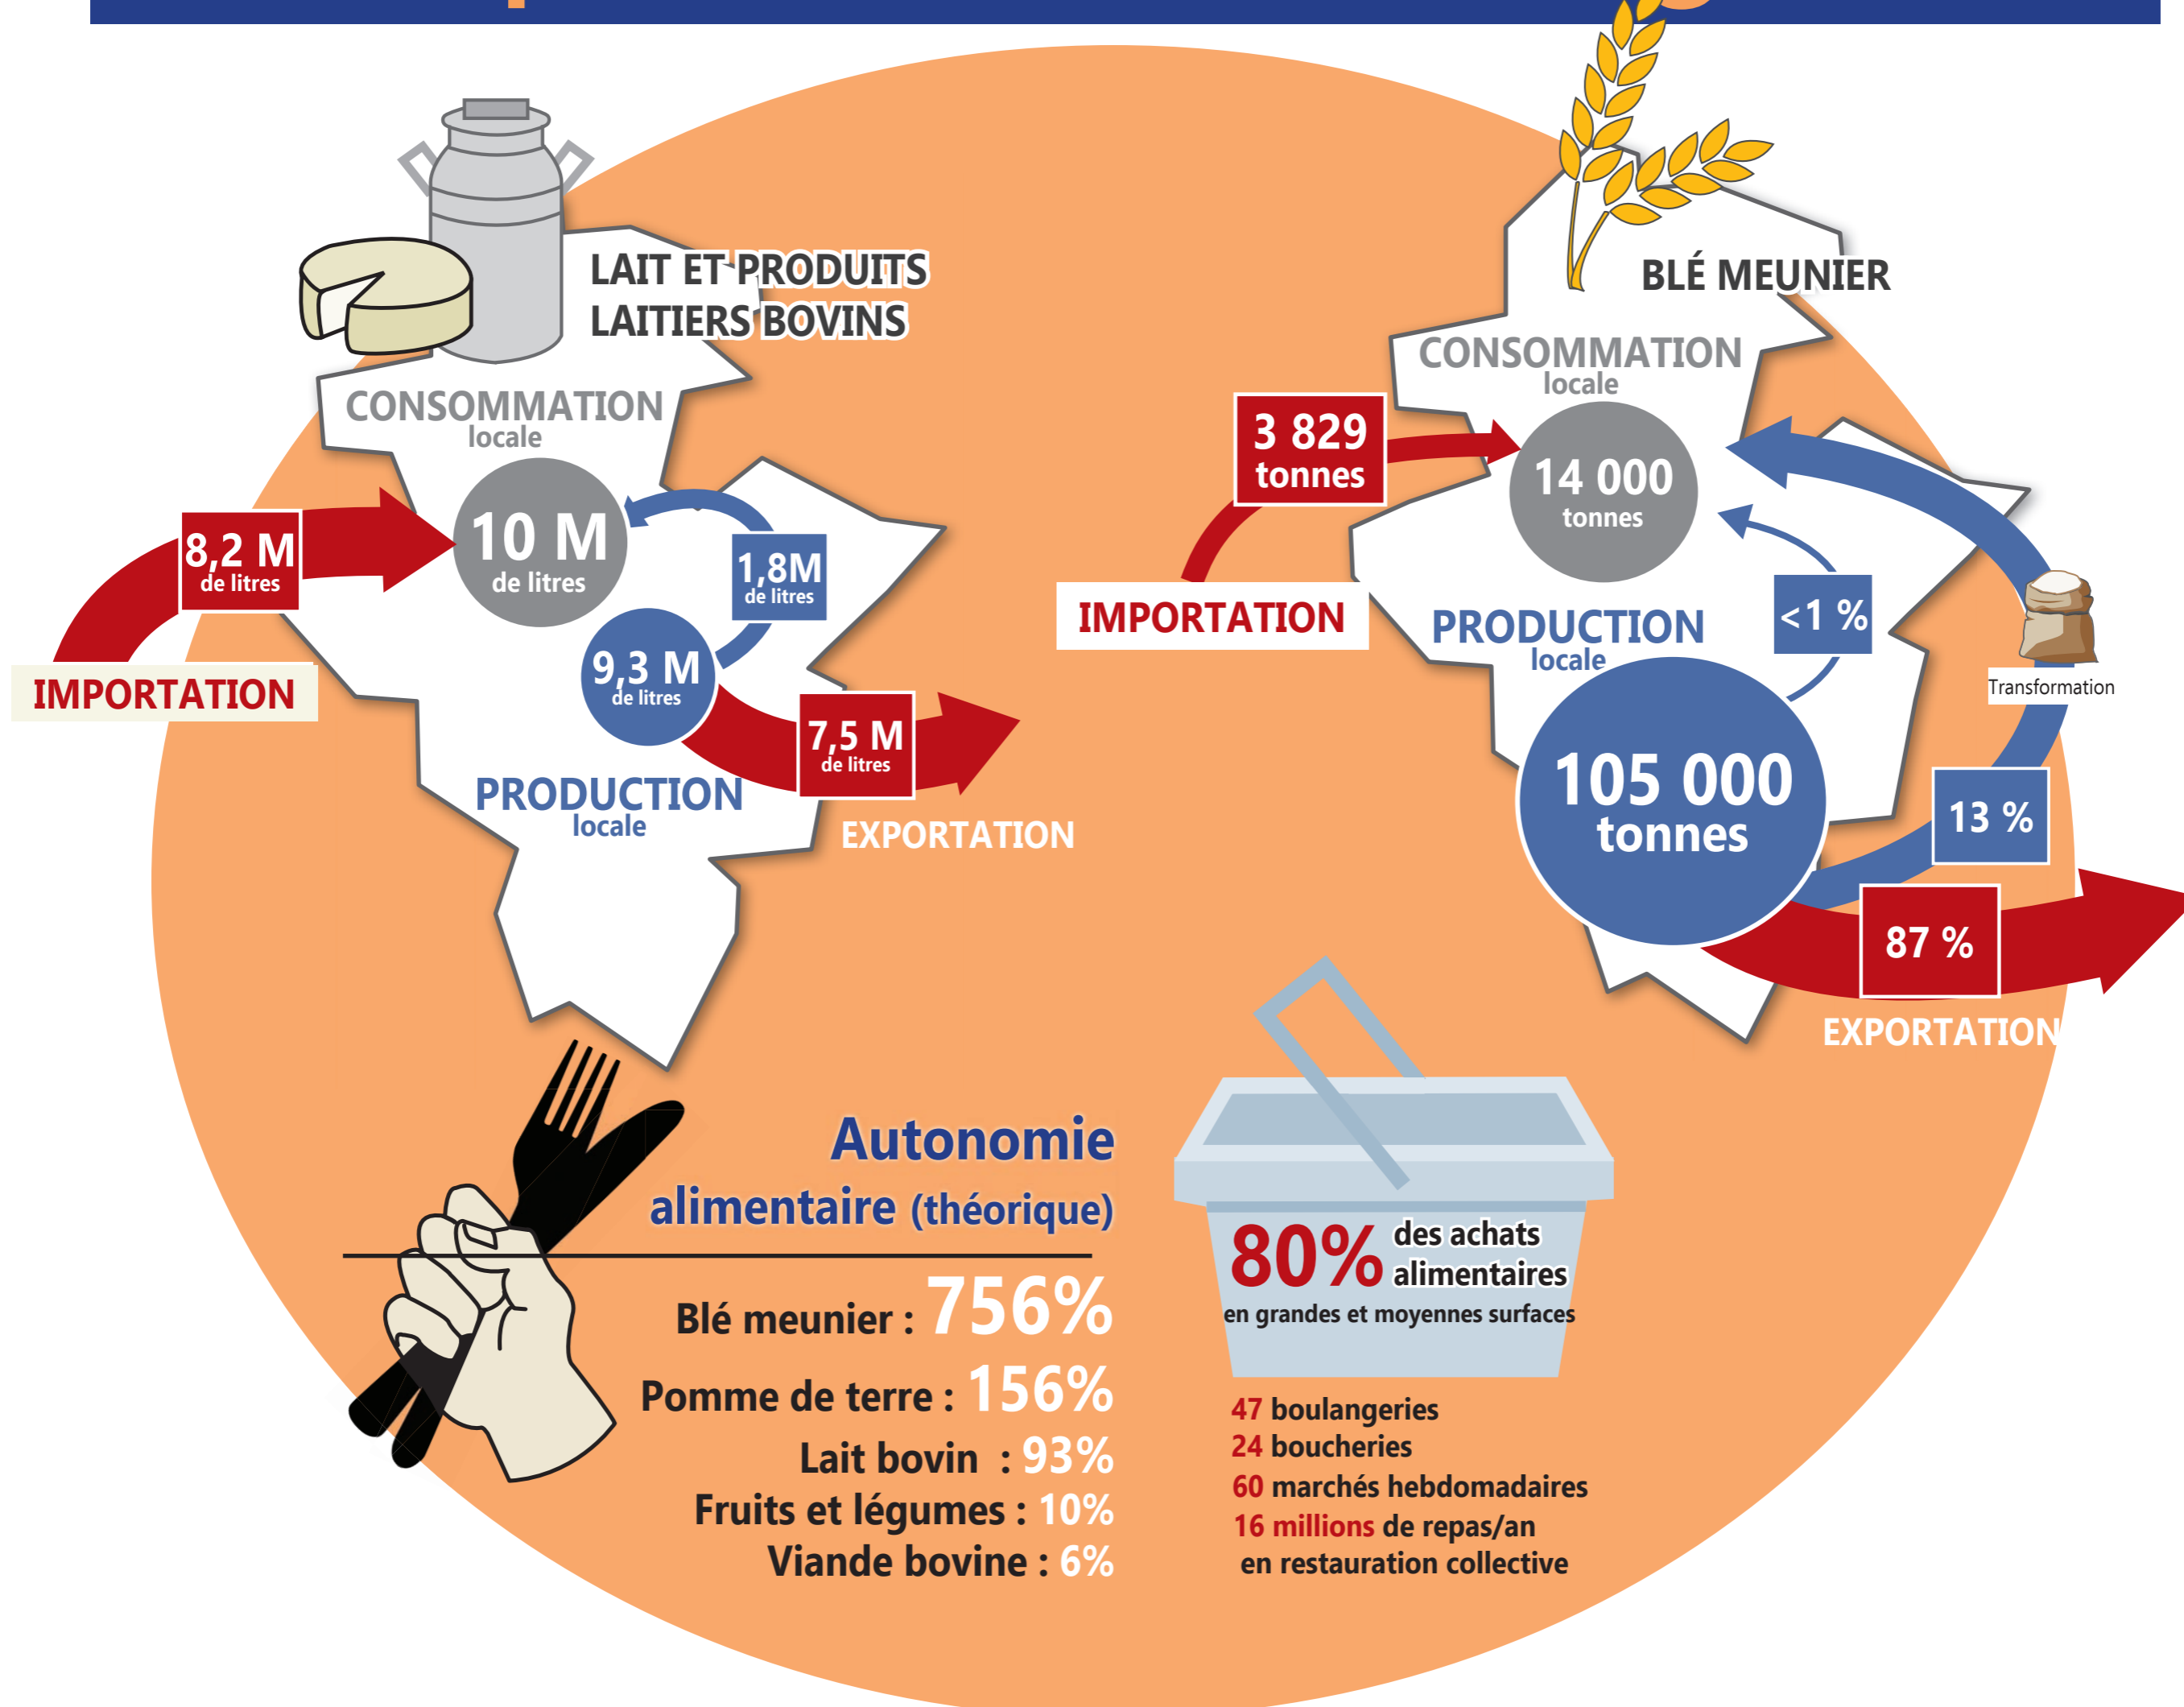 LAIT ET PRODUITS
LAITIERS BOVINS
CONSOMMATION
locale
10 M
de litres
8,2 M
de litres
IMPORTATION
1,8M
de litres
9,3 M
de litres
PRODUCTION
locale
7,5 M
de litres
EXPORTATION
BLÉ MEUNIER
CONSOMMATION
locale
14 000
tonnes
3 829
tonnes
IMPORTATION
PRODUCTION
locale
<1 %
105 000
tonnes
Transformation
13 %
87 %
EXPORTATION
Autonomie
alimentaire (théorique)
Blé meunier : 756%
Pomme de terre : 156%
Lait bovin : 93%
Fruits et légumes : 10%
Viande bovine : 6%
80% des achats
alimentaires
en grandes et moyennes surfaces
47 boulangeries
24 boucheries
60 marchés hebdomadaires
16 millions de repas/an
en restauration collective